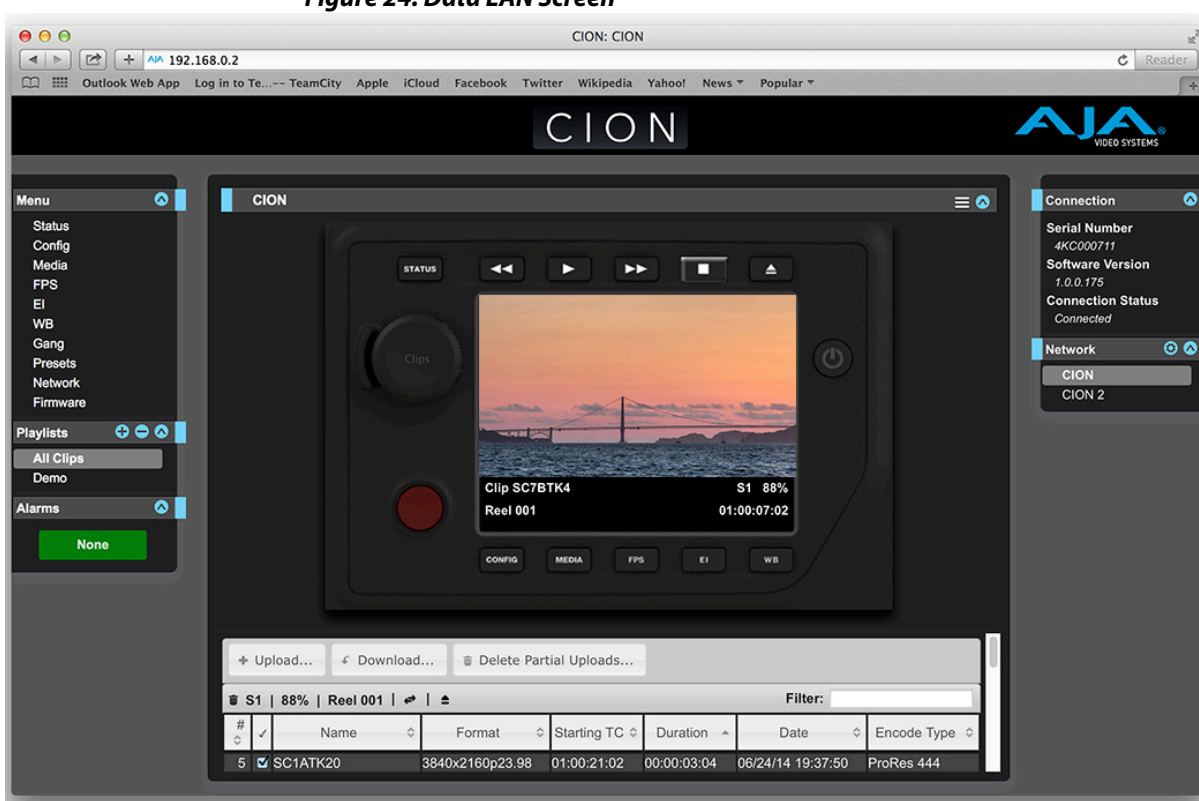 Figure 24. Data LAN Screen
CION: CION
AJA 192.168.0.2
Reader
Outlook Web App Log in to Te...-- TeamCity Apple iCloud Facebook Twitter Wikipedia Yahoo! News Popular
CION
AJA
VIDEO SYSTEMS
Menu
Status
Config
Media
FPS
EI
WB
Gang
Presets
Network
Firmware
Playlists
All Clips
Demo
Alarms
None
CION
STATUS
Clips
Clip SC7BTK4 S1 88%
Reel 001 01:00:07:02
CONFIG MEDIA FPS EI WB
Upload... Download... Delete Partial Uploads...
S1 | 88% | Reel 001 | |
Filter:
# ✓ Name Format Starting TC Duration Date Encode Type
5 SC1ATK20 3840x2160p23.98 01:00:21:02 00:00:03:04 06/24/14 19:37:50 ProRes 444
Connection
Serial Number
4KC000711
Software Version
1.0.0.175
Connection Status
Connected
Network
CION
CION 2